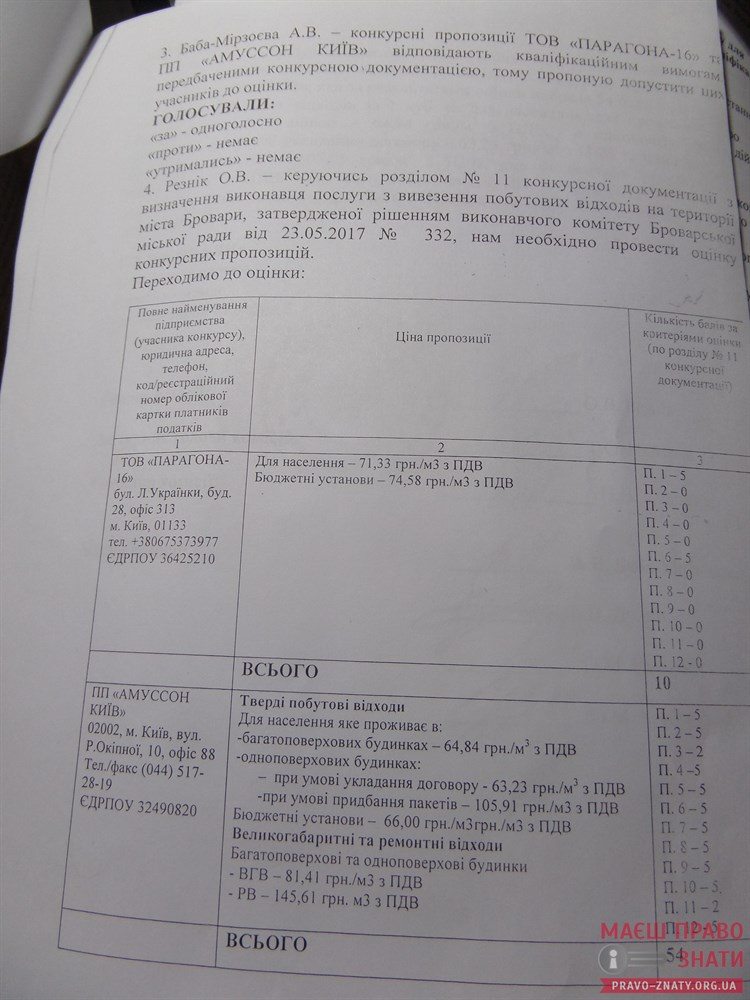 3. Баба-Мірзоєва А.В. – конкурсні пропозиції ТОВ «ПАРАГОНА-16»
ПП «АМУССОН КИЇВ» відповідають кваліфікаційним вимогам
передбаченими конкурсною документацією, тому пропоную допустити цих
учасників до оцінки.
ГОЛОСУВАЛИ:
«за» - одноголосно
«проти» - немає
«утримались» - немає
4. Резнік О.В. – керуючись розділом № 11 конкурсної документації з
визначення виконавця послуги з вивезення побутових відходів на території
міста Бровари, затвердженої рішенням виконавчого комітету Броварської
міської ради від 23.05.2017 № 332, нам необхідно провести оцінку
конкурсних пропозицій.
Переходимо до оцінки:
Повне найменування
підприємства
(учасника конкурсу),
юридична адреса,
телефон,
код/реєстраційний
номер облікової
картки платників
податків
Ціна пропозиції
Кількість балів за
критеріями оцінки
(по розділу № 11
конкурсної
документації)
1
2
3
ТОВ «ПАРАГОНА-
16»
бул. Л.Українки, буд.
28, офіс 313
м. Київ, 01133
тел. +380675373977
ЄДРПОУ 36425210
Для населення – 71,33 грн./м3 з ПДВ
Бюджетні установи – 74,58 грн./м3 з ПДВ
П. 1 – 5
П. 2 – 0
П. 3 – 0
П. 4 – 0
П. 5 – 0
П. 6 – 5
П. 7 – 0
П. 8 – 0
П. 9 – 0
П. 10 – 0
П. 11 – 0
П. 12 - 0
ВСЬОГО
10
ПП «АМУССОН
КИЇВ»
02002, м. Київ, вул.
Р.Окіпної, 10, офіс 88
Тел./факс (044) 517-
28-19
ЄДРПОУ 32490820
Тверді побутові відходи
Для населення яке проживає в:
-багатоповерхових будинках – 64,84 грн./м³ з ПДВ
-одноповерхових будинках:
– при умові укладання договору - 63,23 грн./м³ з ПДВ
-при умові придбання пакетів – 105,91 грн./м3 з ПДВ
Бюджетні установи – 66,00 грн./м3грн./м3 з ПДВ
Великогабаритні та ремонтні відходи
Багатоповерхові та одноповерхові будинки
- ВГВ – 81,41 грн./м3 з ПДВ
- РВ – 145,61 грн. м3 з ПДВ
П. 1 – 5
П. 2 – 5
П. 3 – 2
П. 4 –5
П. 5 – 5
П. 6 – 5
П. 7 – 5
П. 8 – 5
П. 9 – 5
П. 10 – 5
П. 11 – 2
П. 12 - 5
ВСЬОГО
54
МАЄШ ПРАВО
ЗНАТИ
PRAVO-ZNATY.ORG.UA